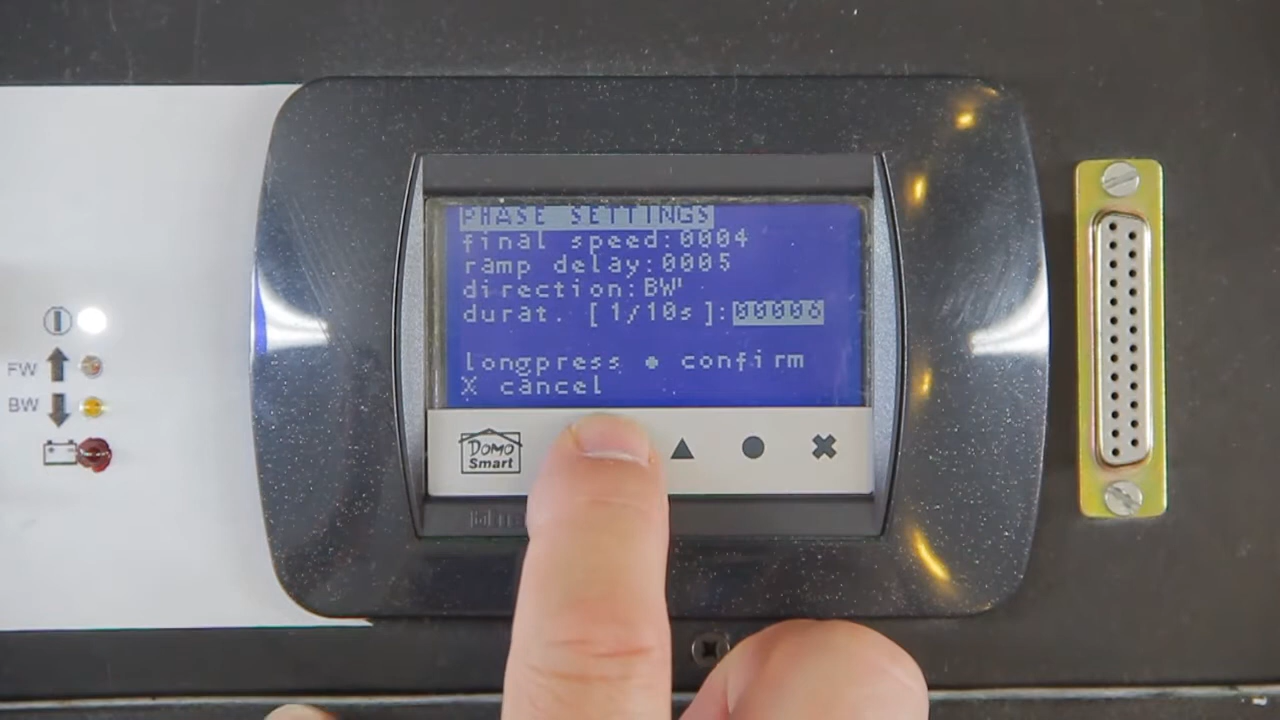 PHASE SETTINGS
final speed:0004
ramp delay:0005
direction:BW
durat. [1/10s]:00006
longpress ● confirm
X cancel
FW
BW
DOMO
Smart